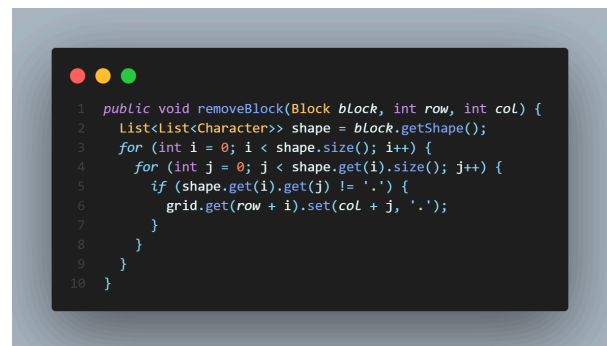 1 public void removeBlock(Block block, int row, int col) {
2   List<List<Character>> shape = block.getShape();
3   for (int i = 0; i < shape.size(); i++) {
4     for (int j = 0; j < shape.get(i).size(); j++) {
5       if (shape.get(i).get(j) != '.') {
6         grid.get(row + i).set(col + j, '.');
7       }
8     }
9   }
10 }